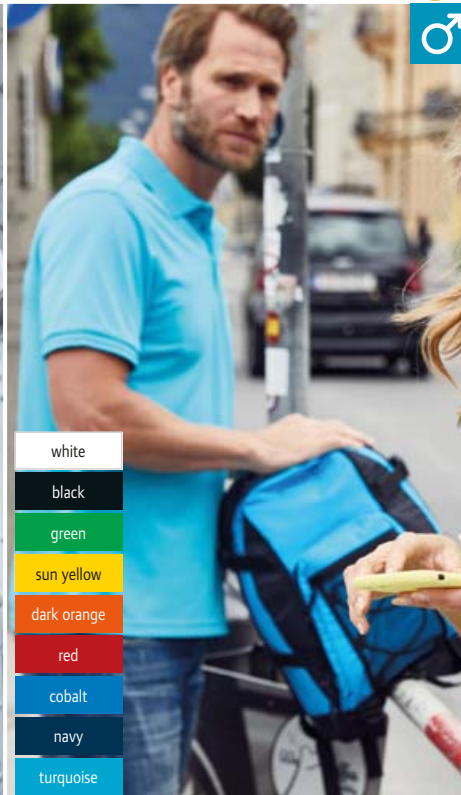 white
black
green
sun yellow
dark orange
red
cobalt
navy
turquoise